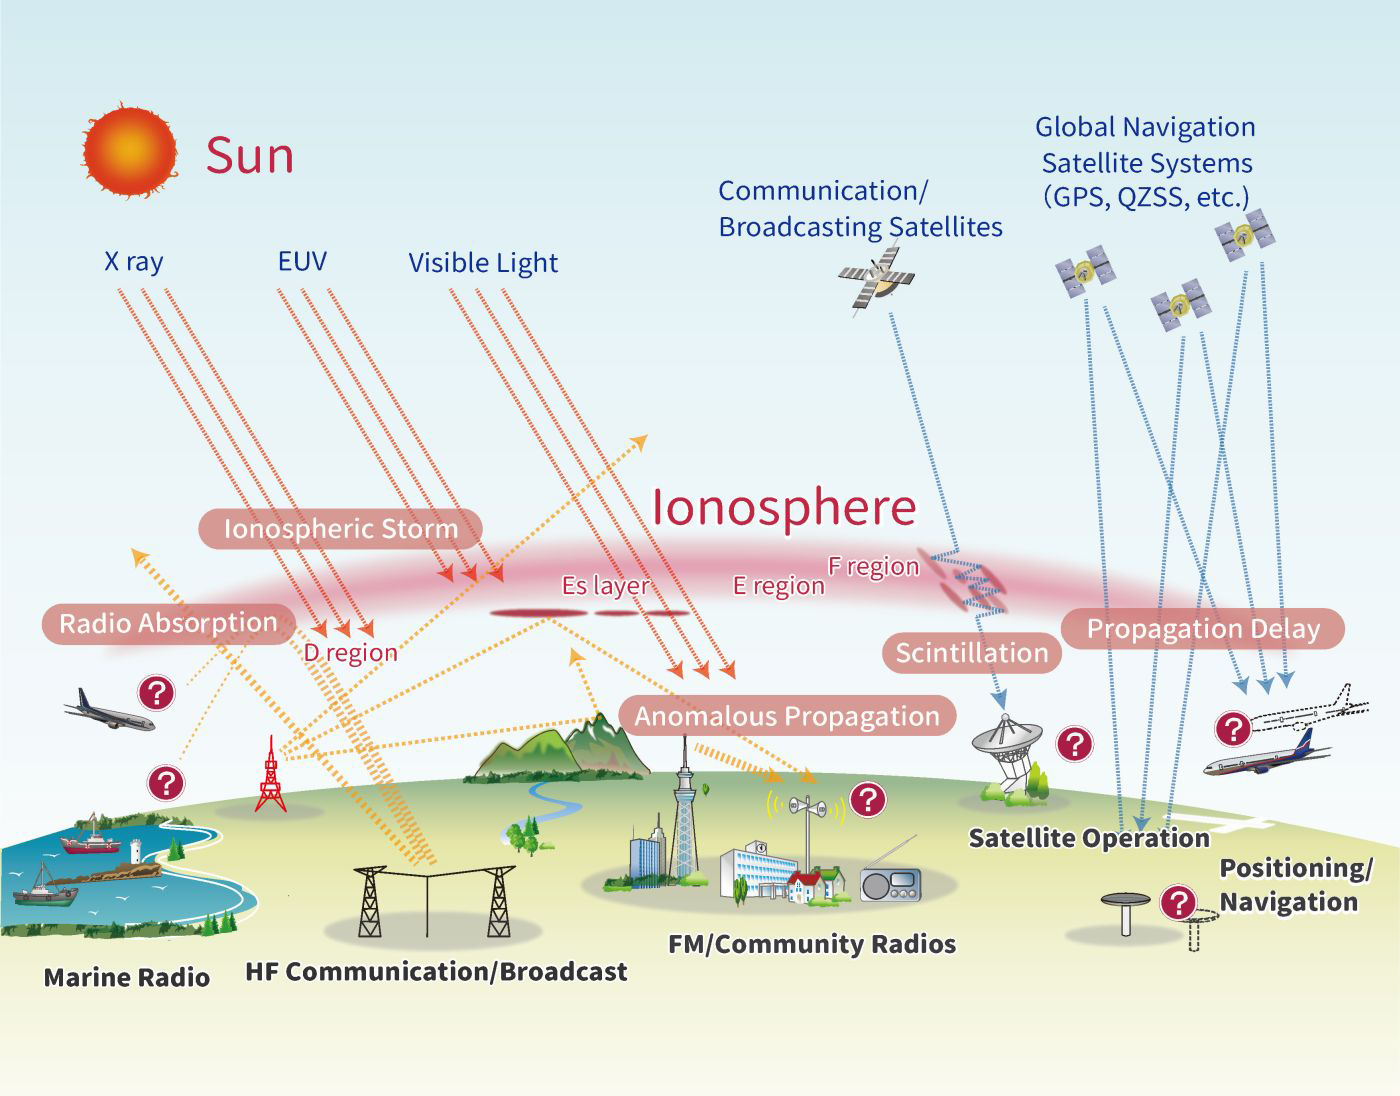 Sun
Global Navigation
Satellite Systems
(GPS, QZSS, etc.)
Communication/
Broadcasting Satellites
X ray
EUV
Visible Light
Ionosphere
Ionospheric Storm
F region
Es layer
E region
Radio Absorption
Propagation Delay
D region
Scintillation
?
Anomalous Propagation
?
?
?
?
Satellite Operation
Positioning/
Navigation
?
FM/Community Radios
HF Communication/Broadcast
Marine Radio